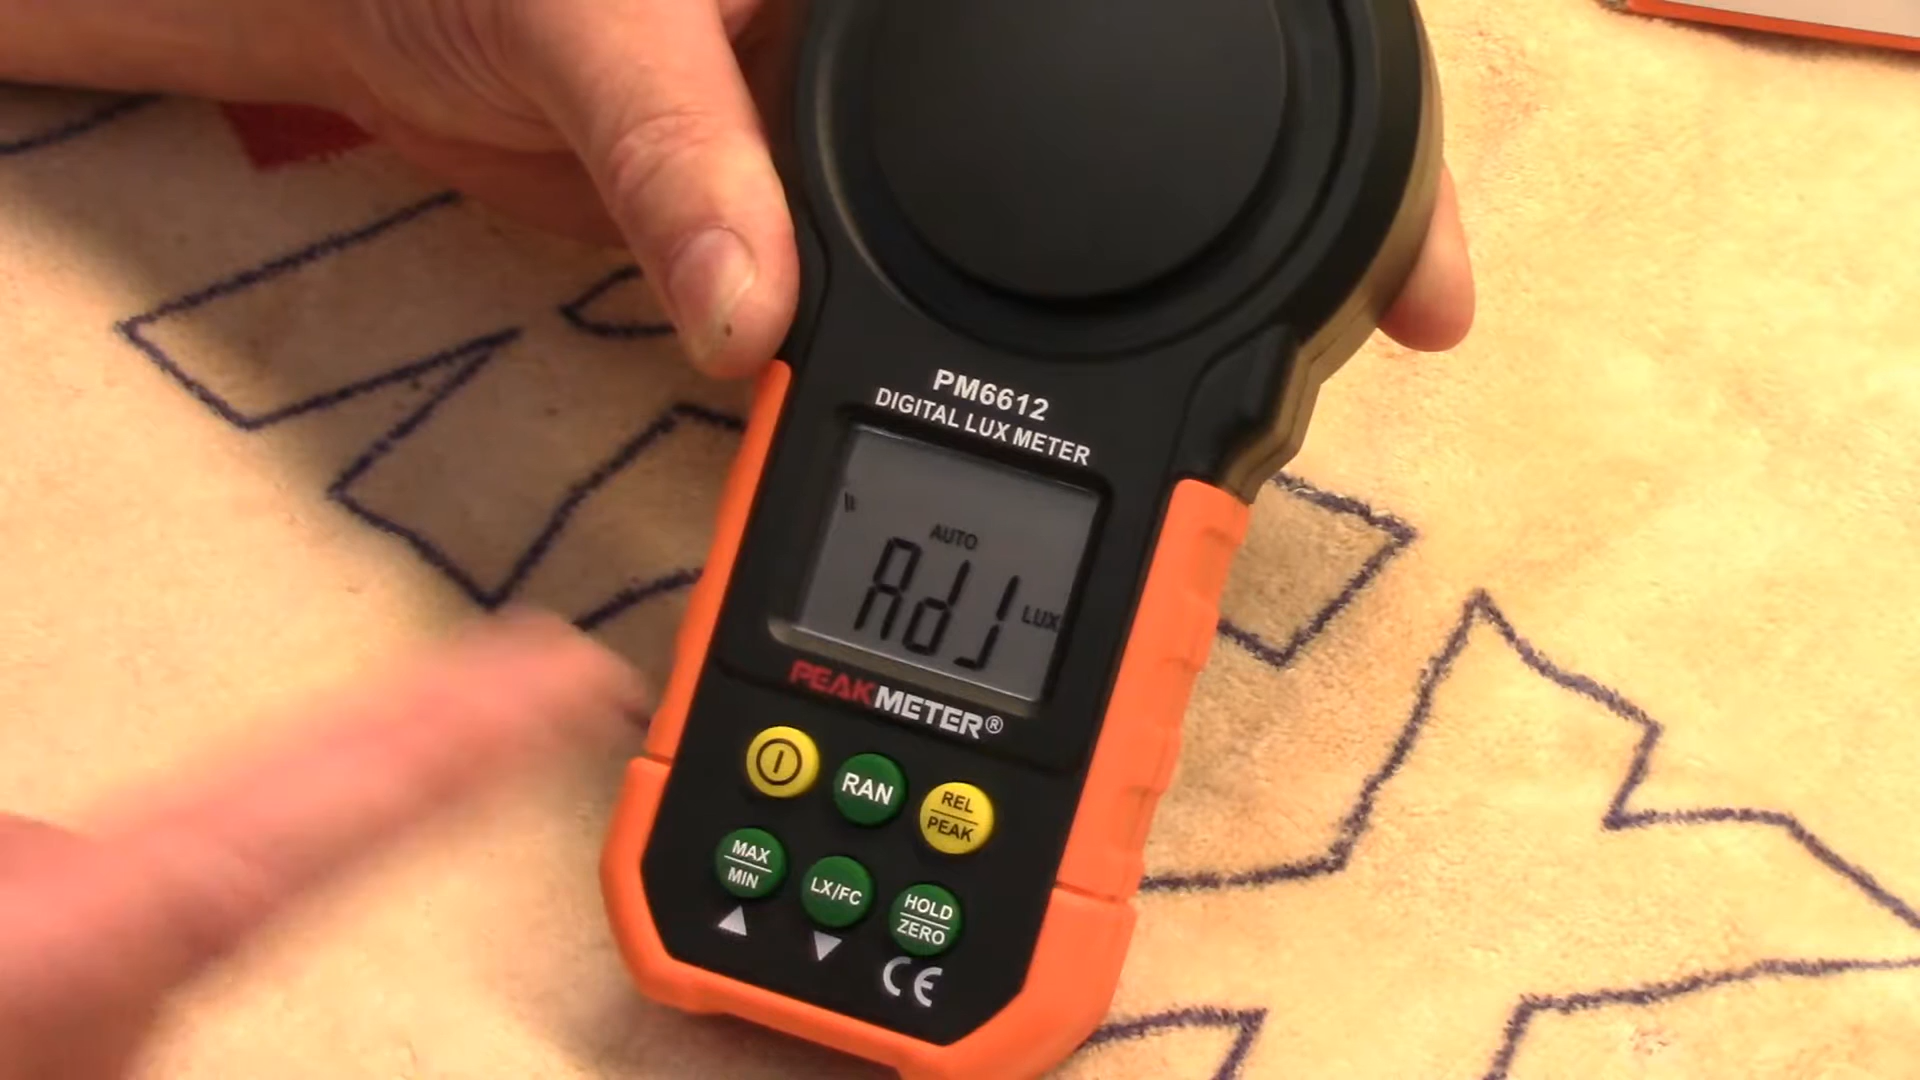 PM6612
DIGITAL LUX METER
AUTO
AdJ LUX
PEAKMETER®
RAN
REL
PEAK
MAX
MIN
LX/FC
HOLD
ZERO
CE